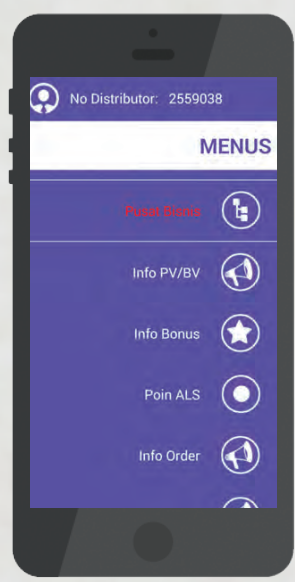 No Distributor: 2559038
MENUS
Pusat Bisnis
Info PV/BV
Info Bonus
Poin ALS
Info Order